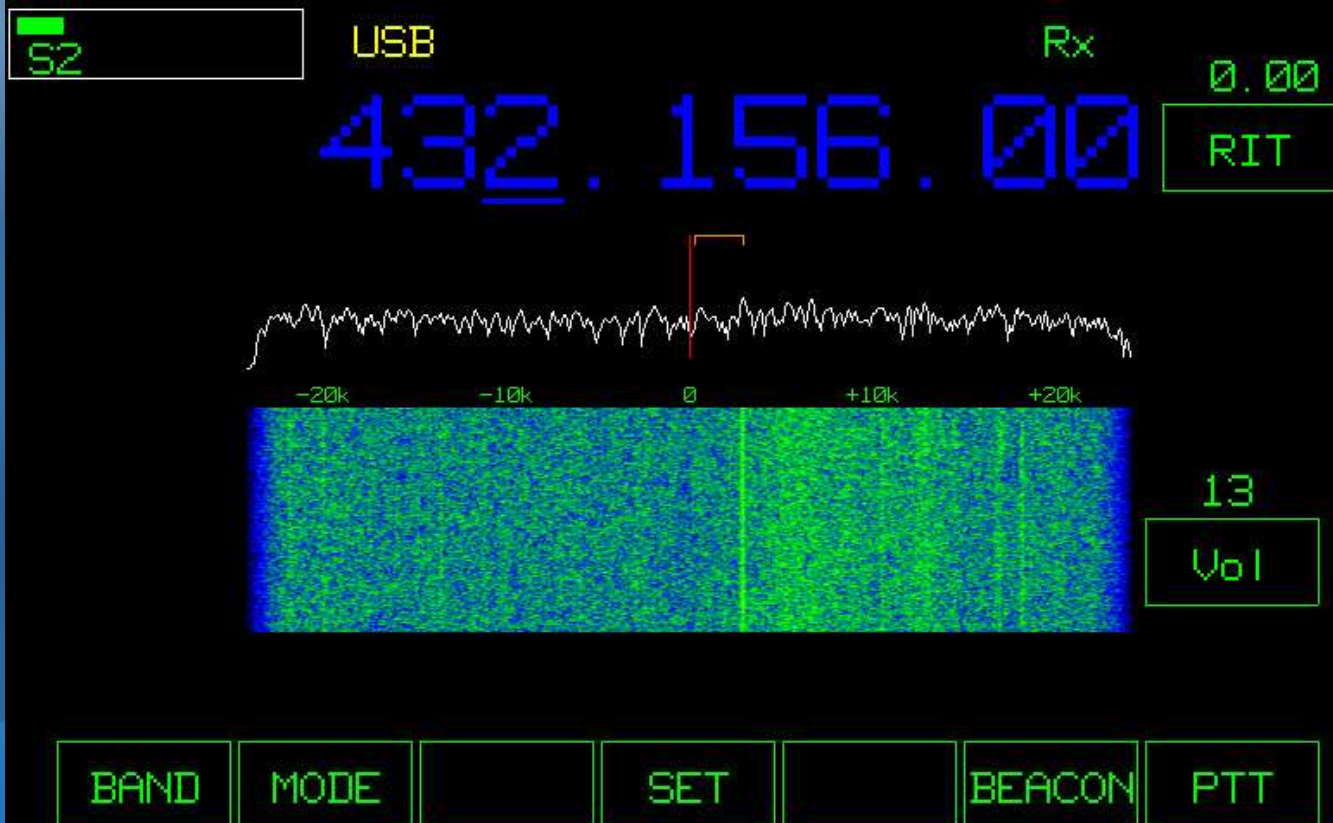 S2
USB
Rx
0.00
432.156.00
RIT
-20k -10k 0 +10k +20k
13
Vol
BAND MODE SET BEACON PTT